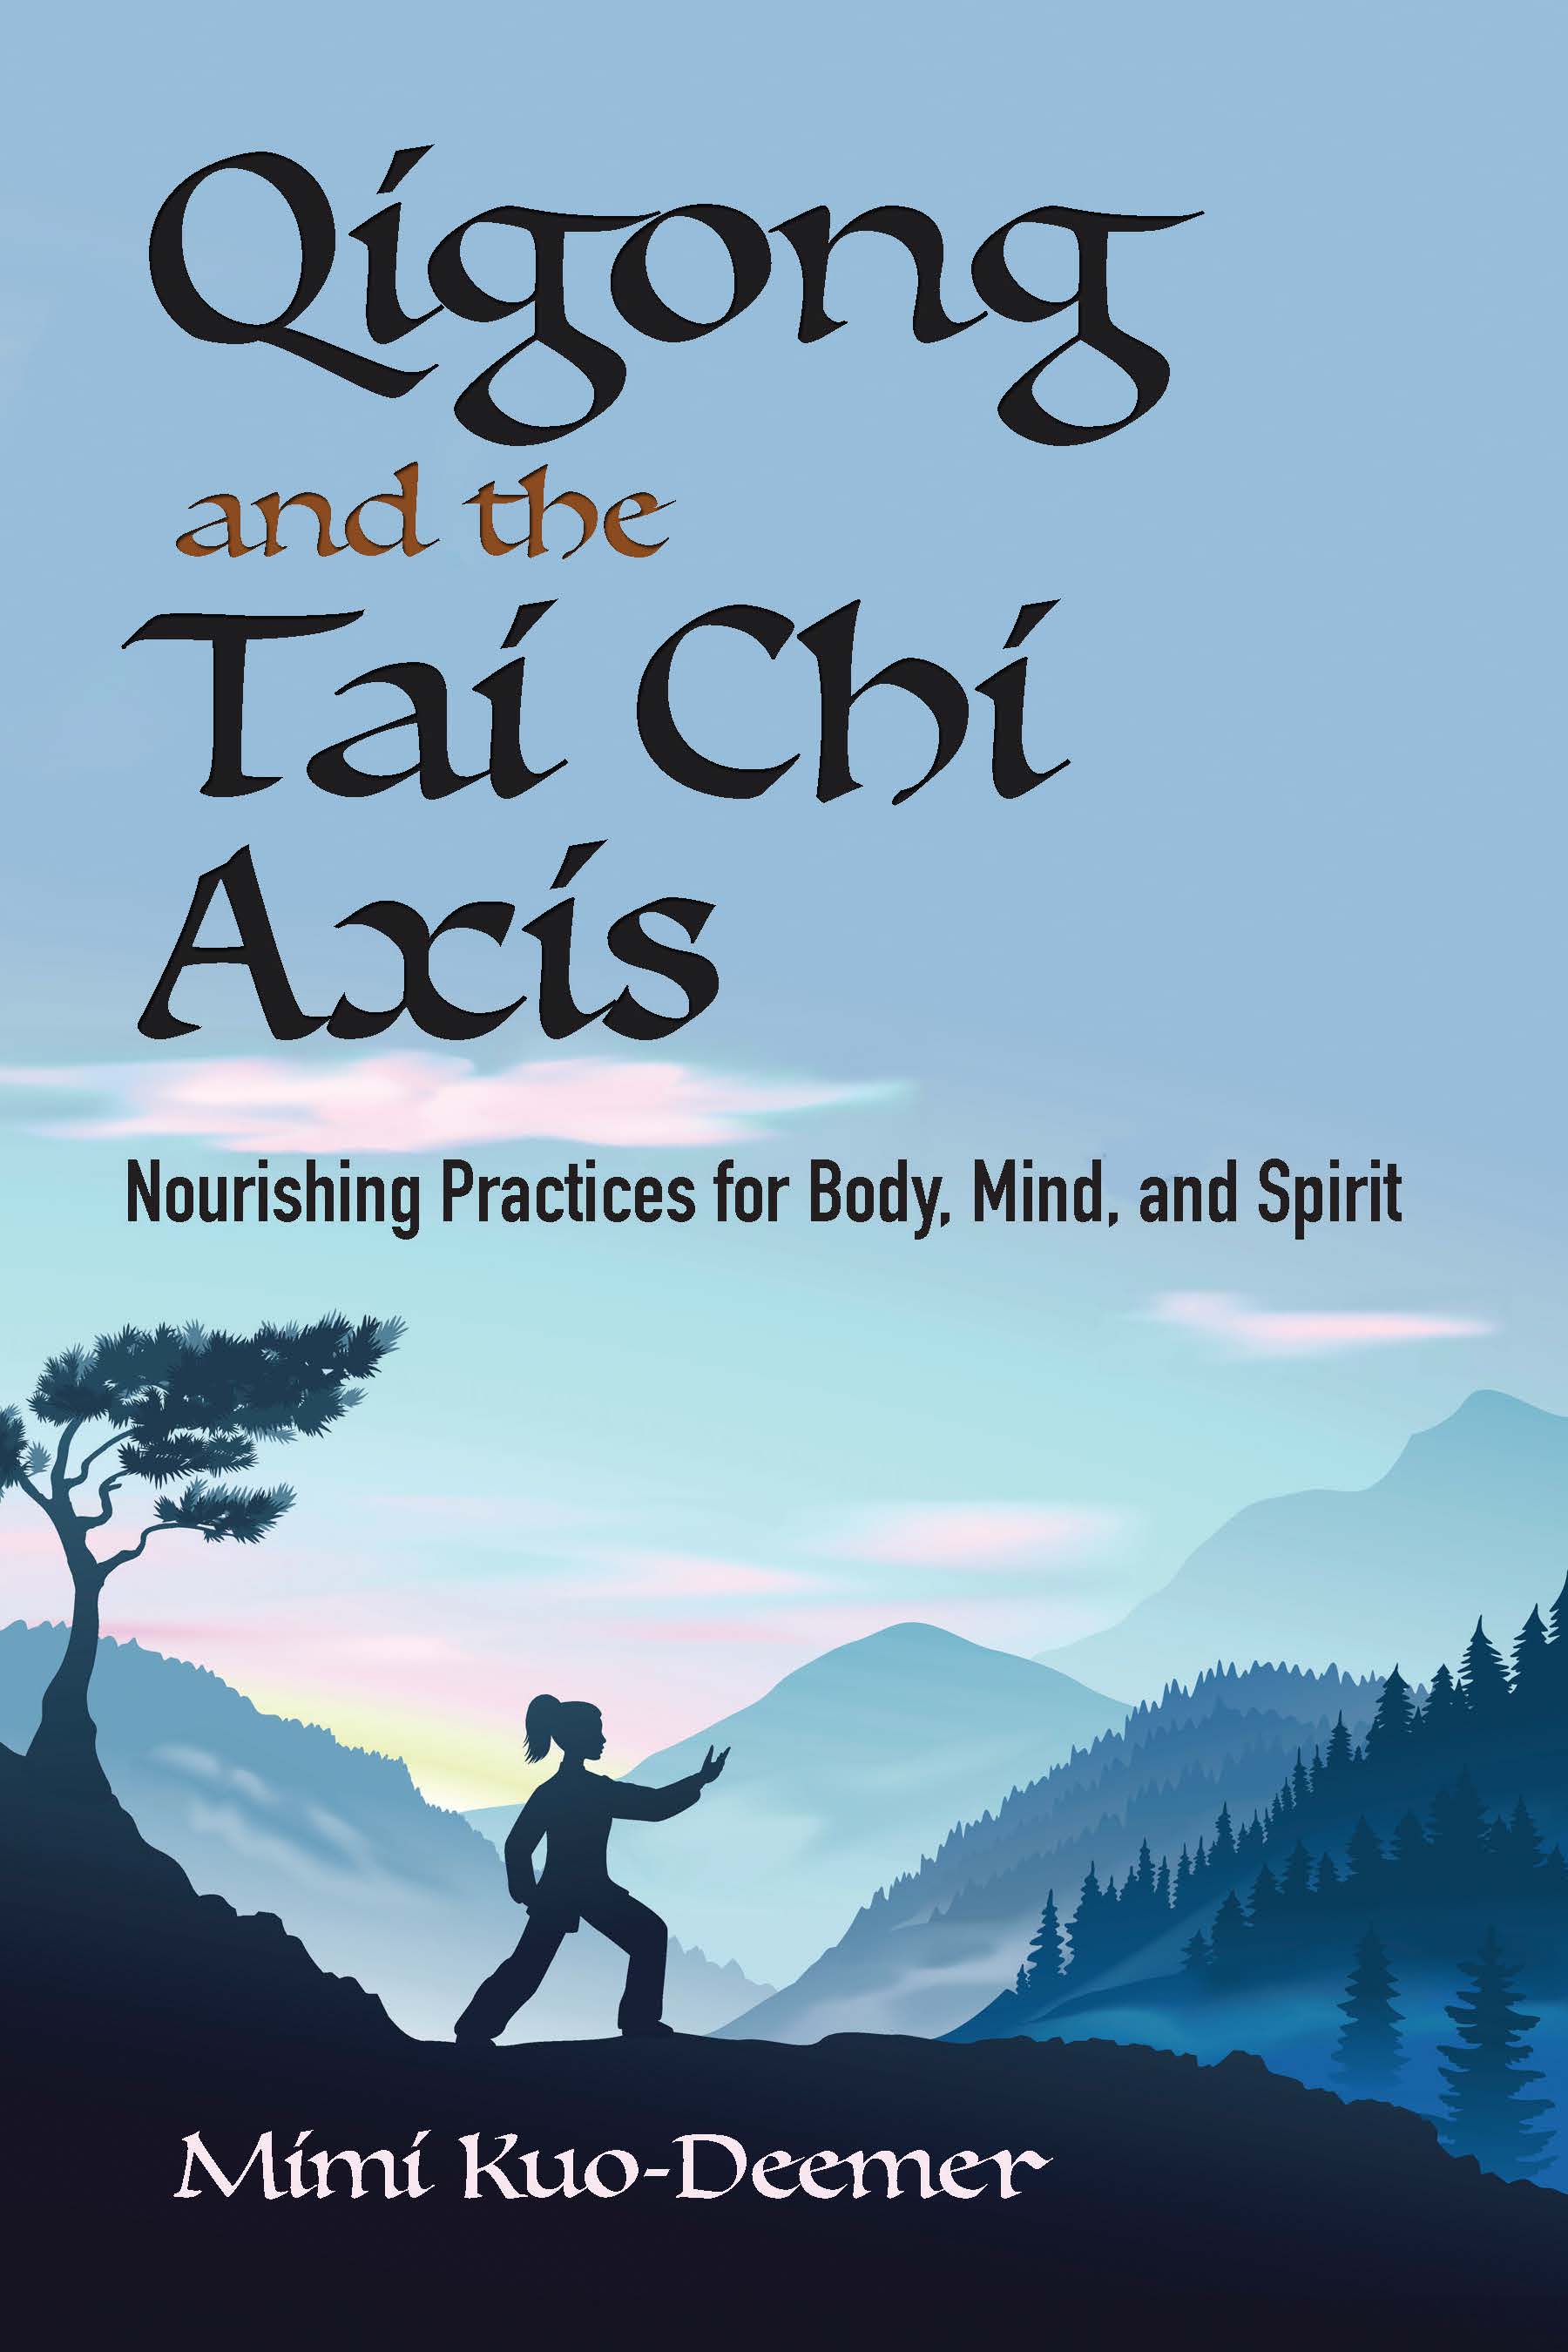 Qigong
and the
Tai Chi
Axis
Nourishing Practices for Body, Mind, and Spirit
Mimi Kuo-Deemer